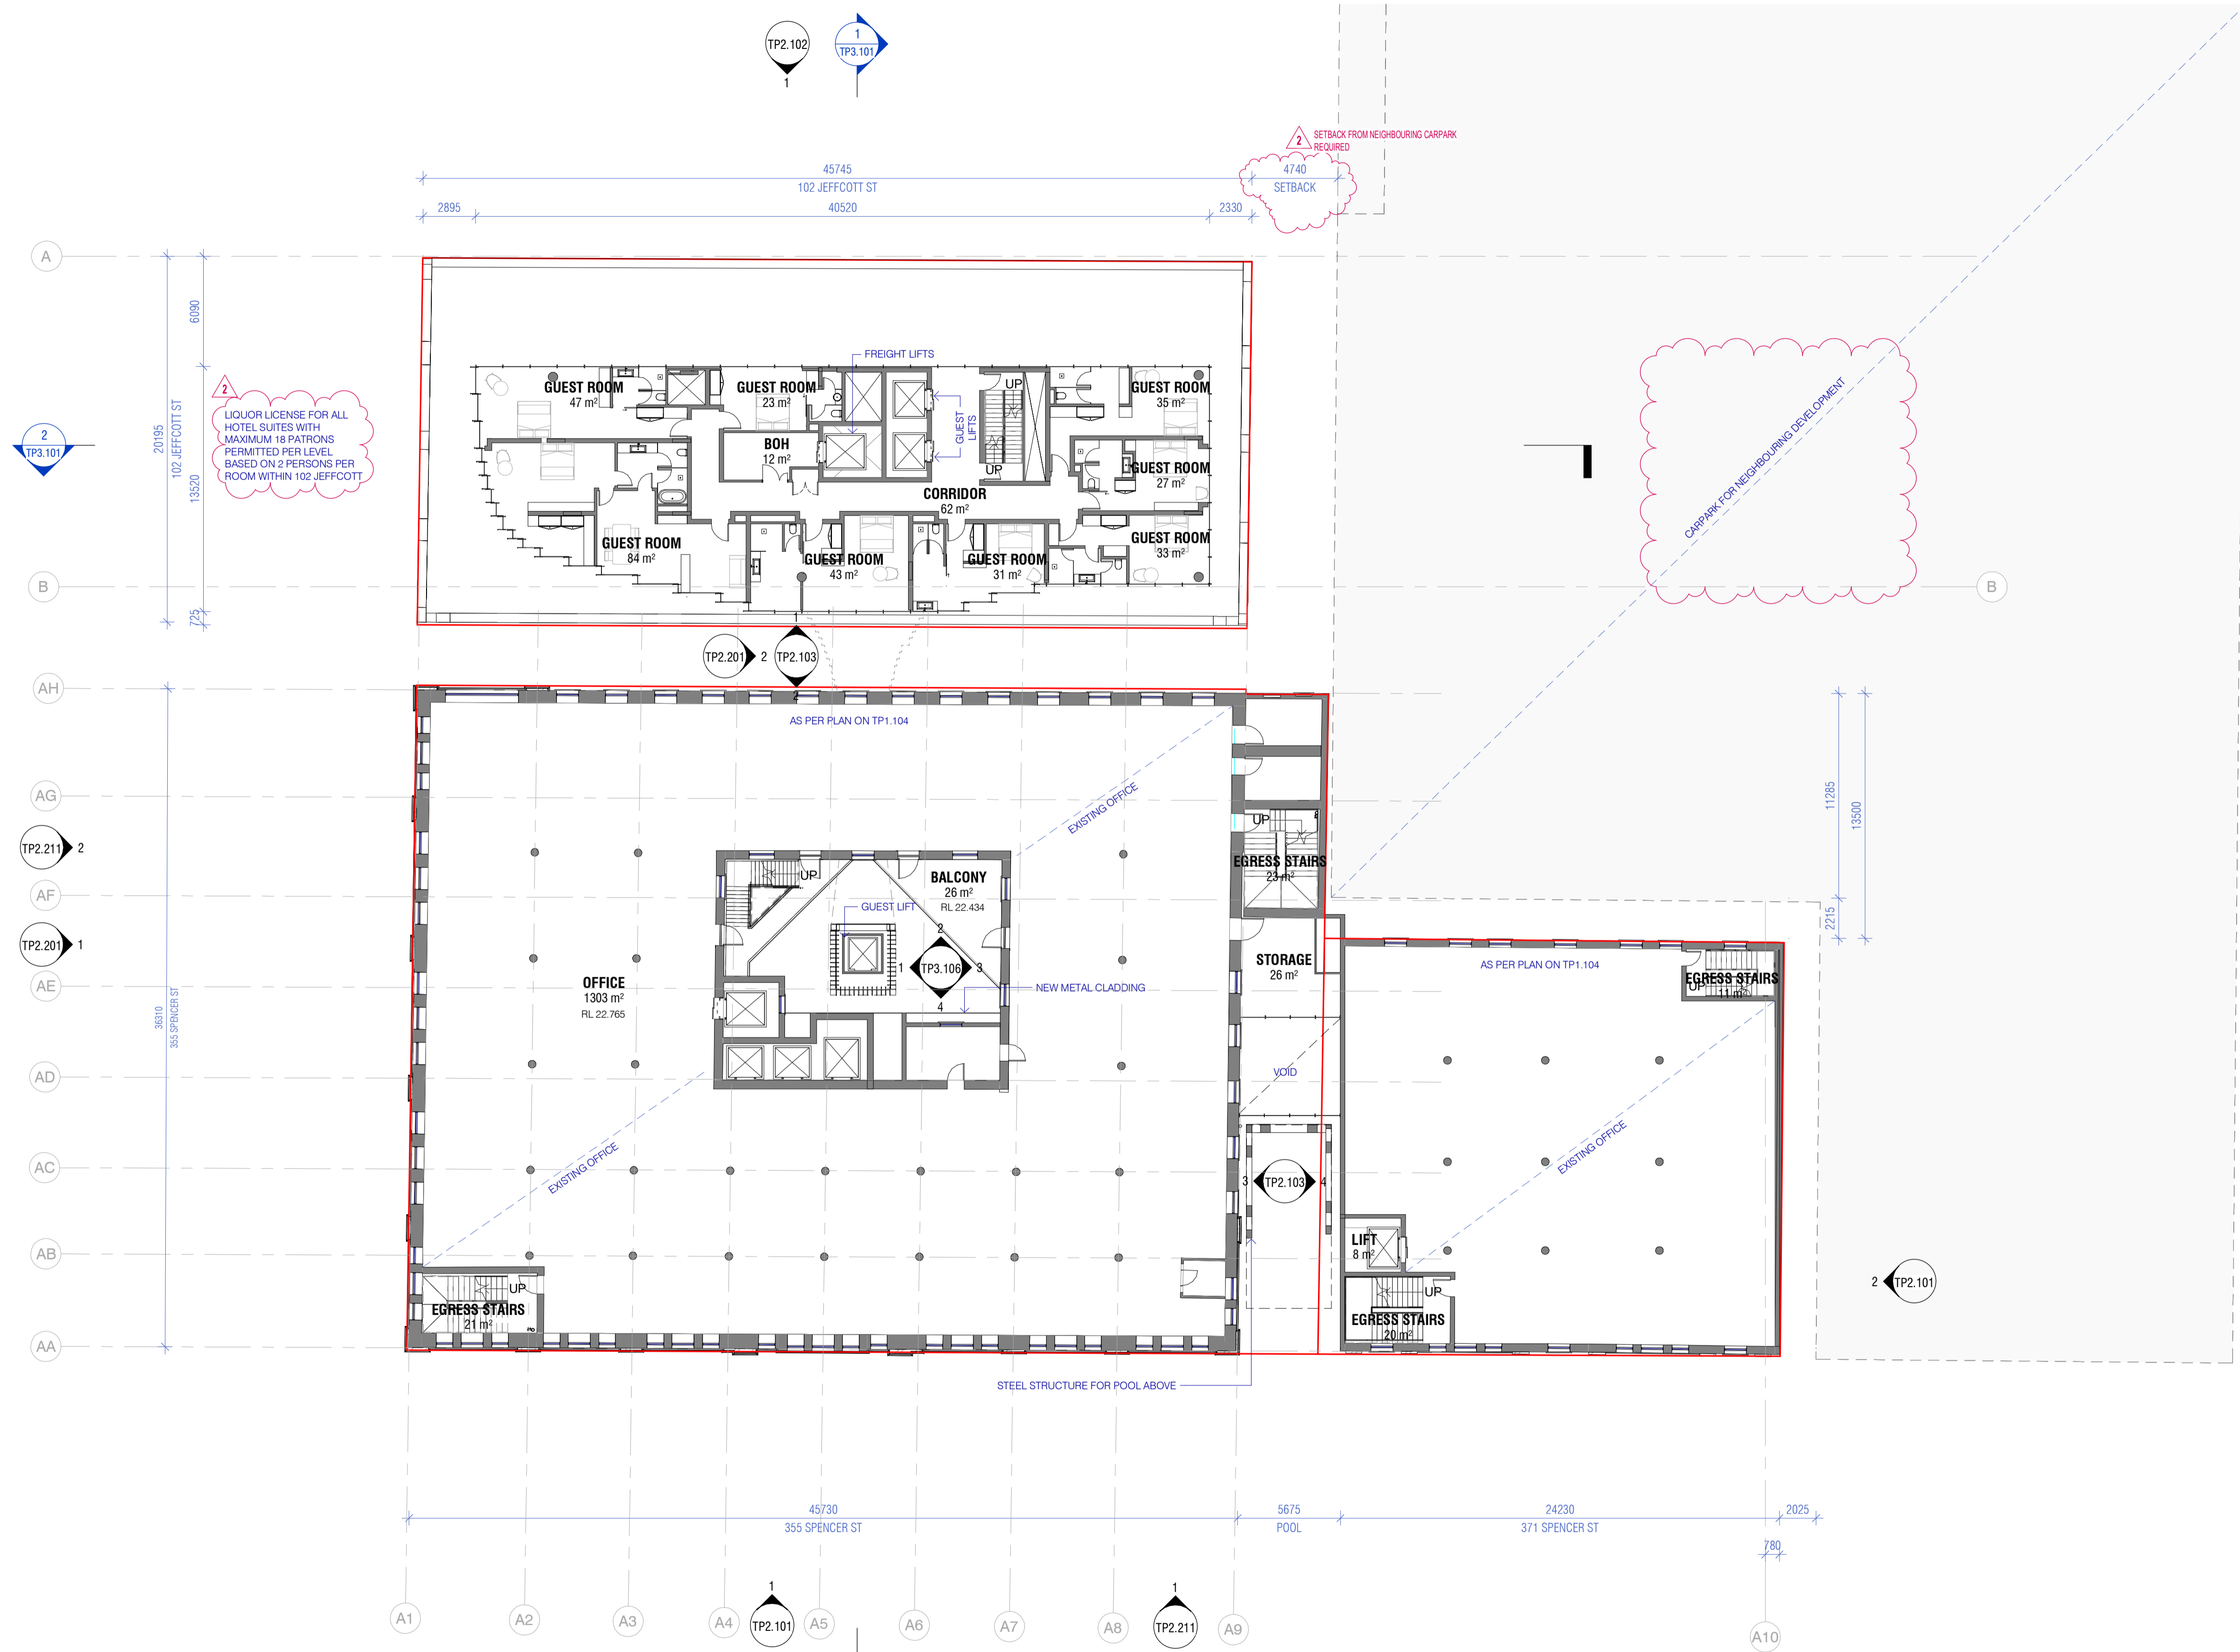 TP2.102
1
1
TP3.101
2
SETBACK FROM NEIGHBOURING CARPARK
REQUIRED
45745
102 JEFFCOTT ST
4740
SETBACK
2895
40520
2330
A
20195
102 JEFFCOTT ST
6090
13520
725
2
LIQUOR LICENSE FOR ALL
HOTEL SUITES WITH
MAXIMUM 18 PATRONS
PERMITTED PER LEVEL
BASED ON 2 PERSONS PER
ROOM WITHIN 102 JEFFCOTT
2
TP3.101
FREIGHT LIFTS
GUEST ROOM
47 m²
GUEST ROOM
23 m²
UP
GUEST ROOM
35 m²
GUEST
LIFTS
BOH
12 m²
UP
GUEST ROOM
27 m²
CORRIDOR
62 m²
GUEST ROOM
84 m²
GUEST ROOM
43 m²
GUEST ROOM
31 m²
GUEST ROOM
33 m²
CARPARK FOR NEIGHBOURING DEVELOPMENT
B
B
1
TP2.201
2
TP2.103
2
AH
AS PER PLAN ON TP1.104
AG
EXISTING OFFICE
11285
13500
2215
TP2.211
2
UP
EGRESS STAIRS
23 m²
UP
BALCONY
26 m²
RL 22.434
AF
GUEST LIFT
TP2.201
1
2
1
TP3.106
3
4
STORAGE
26 m²
AS PER PLAN ON TP1.104
EGRESS STAIRS
UP
11 m²
AE
OFFICE
1303 m²
RL 22.765
NEW METAL CLADDING
36310
355 SPENCER ST
AD
VOID
EXISTING OFFICE
EXISTING OFFICE
AC
3
TP2.103
4
AB
LIFT
8 m²
2
TP2.101
UP
EGRESS STAIRS
21 m²
UP
EGRESS STAIRS
20 m²
AA
STEEL STRUCTURE FOR POOL ABOVE
45730
355 SPENCER ST
5675
POOL
24230
371 SPENCER ST
2025
780
1
TP2.101
1
TP2.211
A1
A2
A3
A4
A5
A6
A7
A8
A9
A10